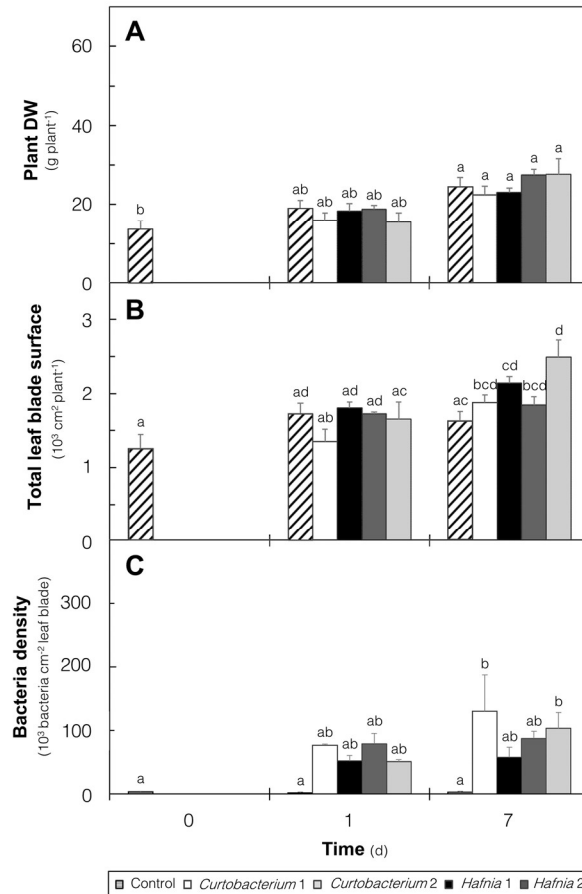 A
60
40
20
0
Plant DW
(g plant⁻¹)
b
ab ab ab ab ab
a a a a a
B
3
2
1
0
Total leaf blade surface
(10³ cm² plant⁻¹)
a
ad ab ad ad ac
ac bcd cd bcd d
C
300
200
100
0
Bacteria density
(10³ bacteria cm⁻² leaf blade)
a
a ab ab ab ab
a b ab ab b
0 1 7
Time (d)
Control Curtobacterium 1 Curtobacterium 2 Hafnia 1 Hafnia 2